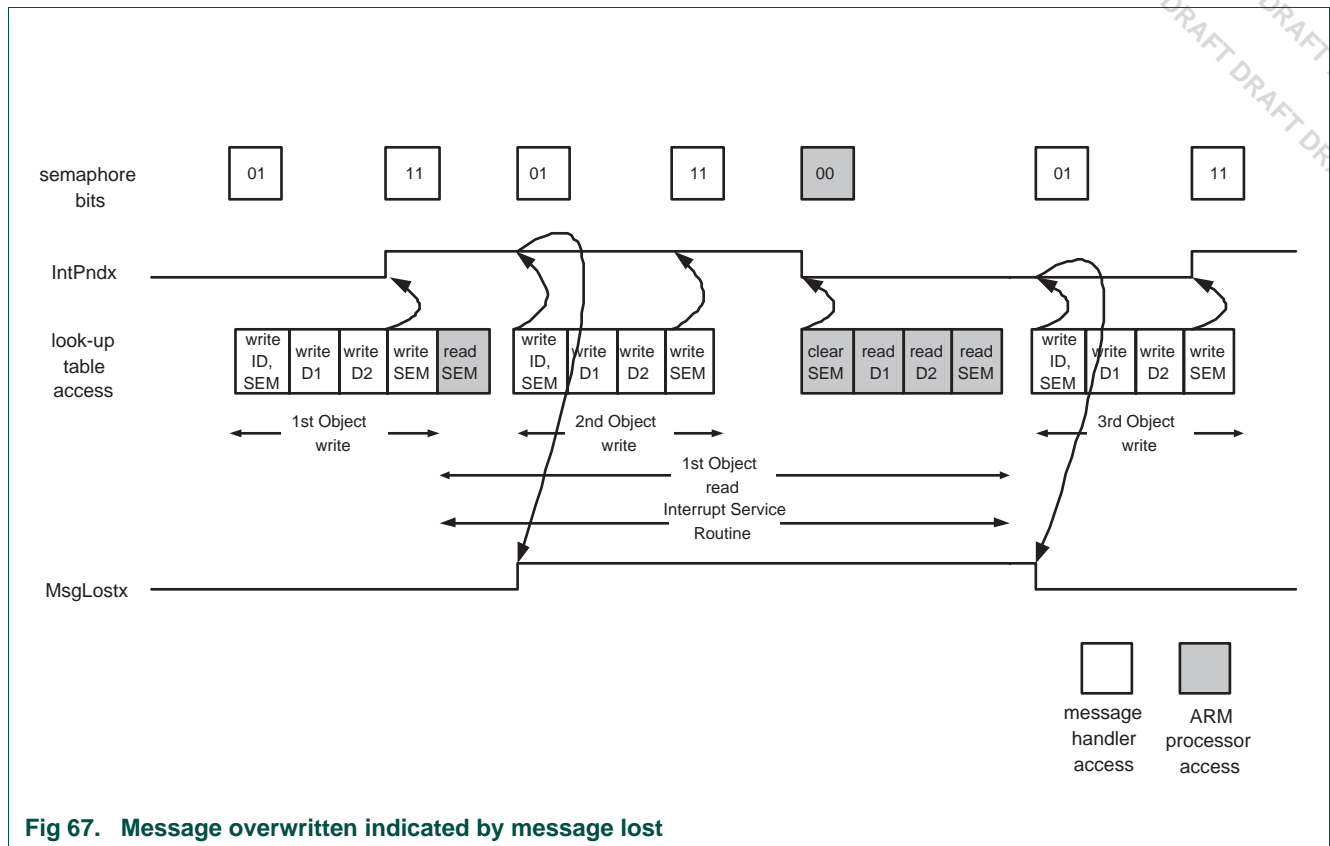 DRAFT DRAFT DRAFT DR
DRAFT DRAFT
semaphore
bits
01 11 01 11 00 01 11
IntPndx
look-up
table
access
write
ID,
SEM
write
D1
write
D2
write
SEM
read
SEM
write
ID,
SEM
write
D1
write
D2
write
SEM
clear
SEM
read
D1
read
D2
read
SEM
write
ID,
SEM
write
D1
write
D2
write
SEM
1st Object
write
2nd Object
write
3rd Object
write
1st Object
read
Interrupt Service
Routine
MsgLostx
message
handler
access
ARM
processor
access
Fig 67. Message overwritten indicated by message lost